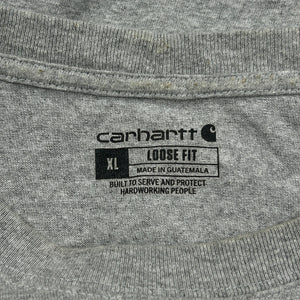 carhartt
XL LOOSE FIT
MADE IN GUATEMALA
BUILT TO SERVE AND PROTECT
HARDWORKING PEOPLE